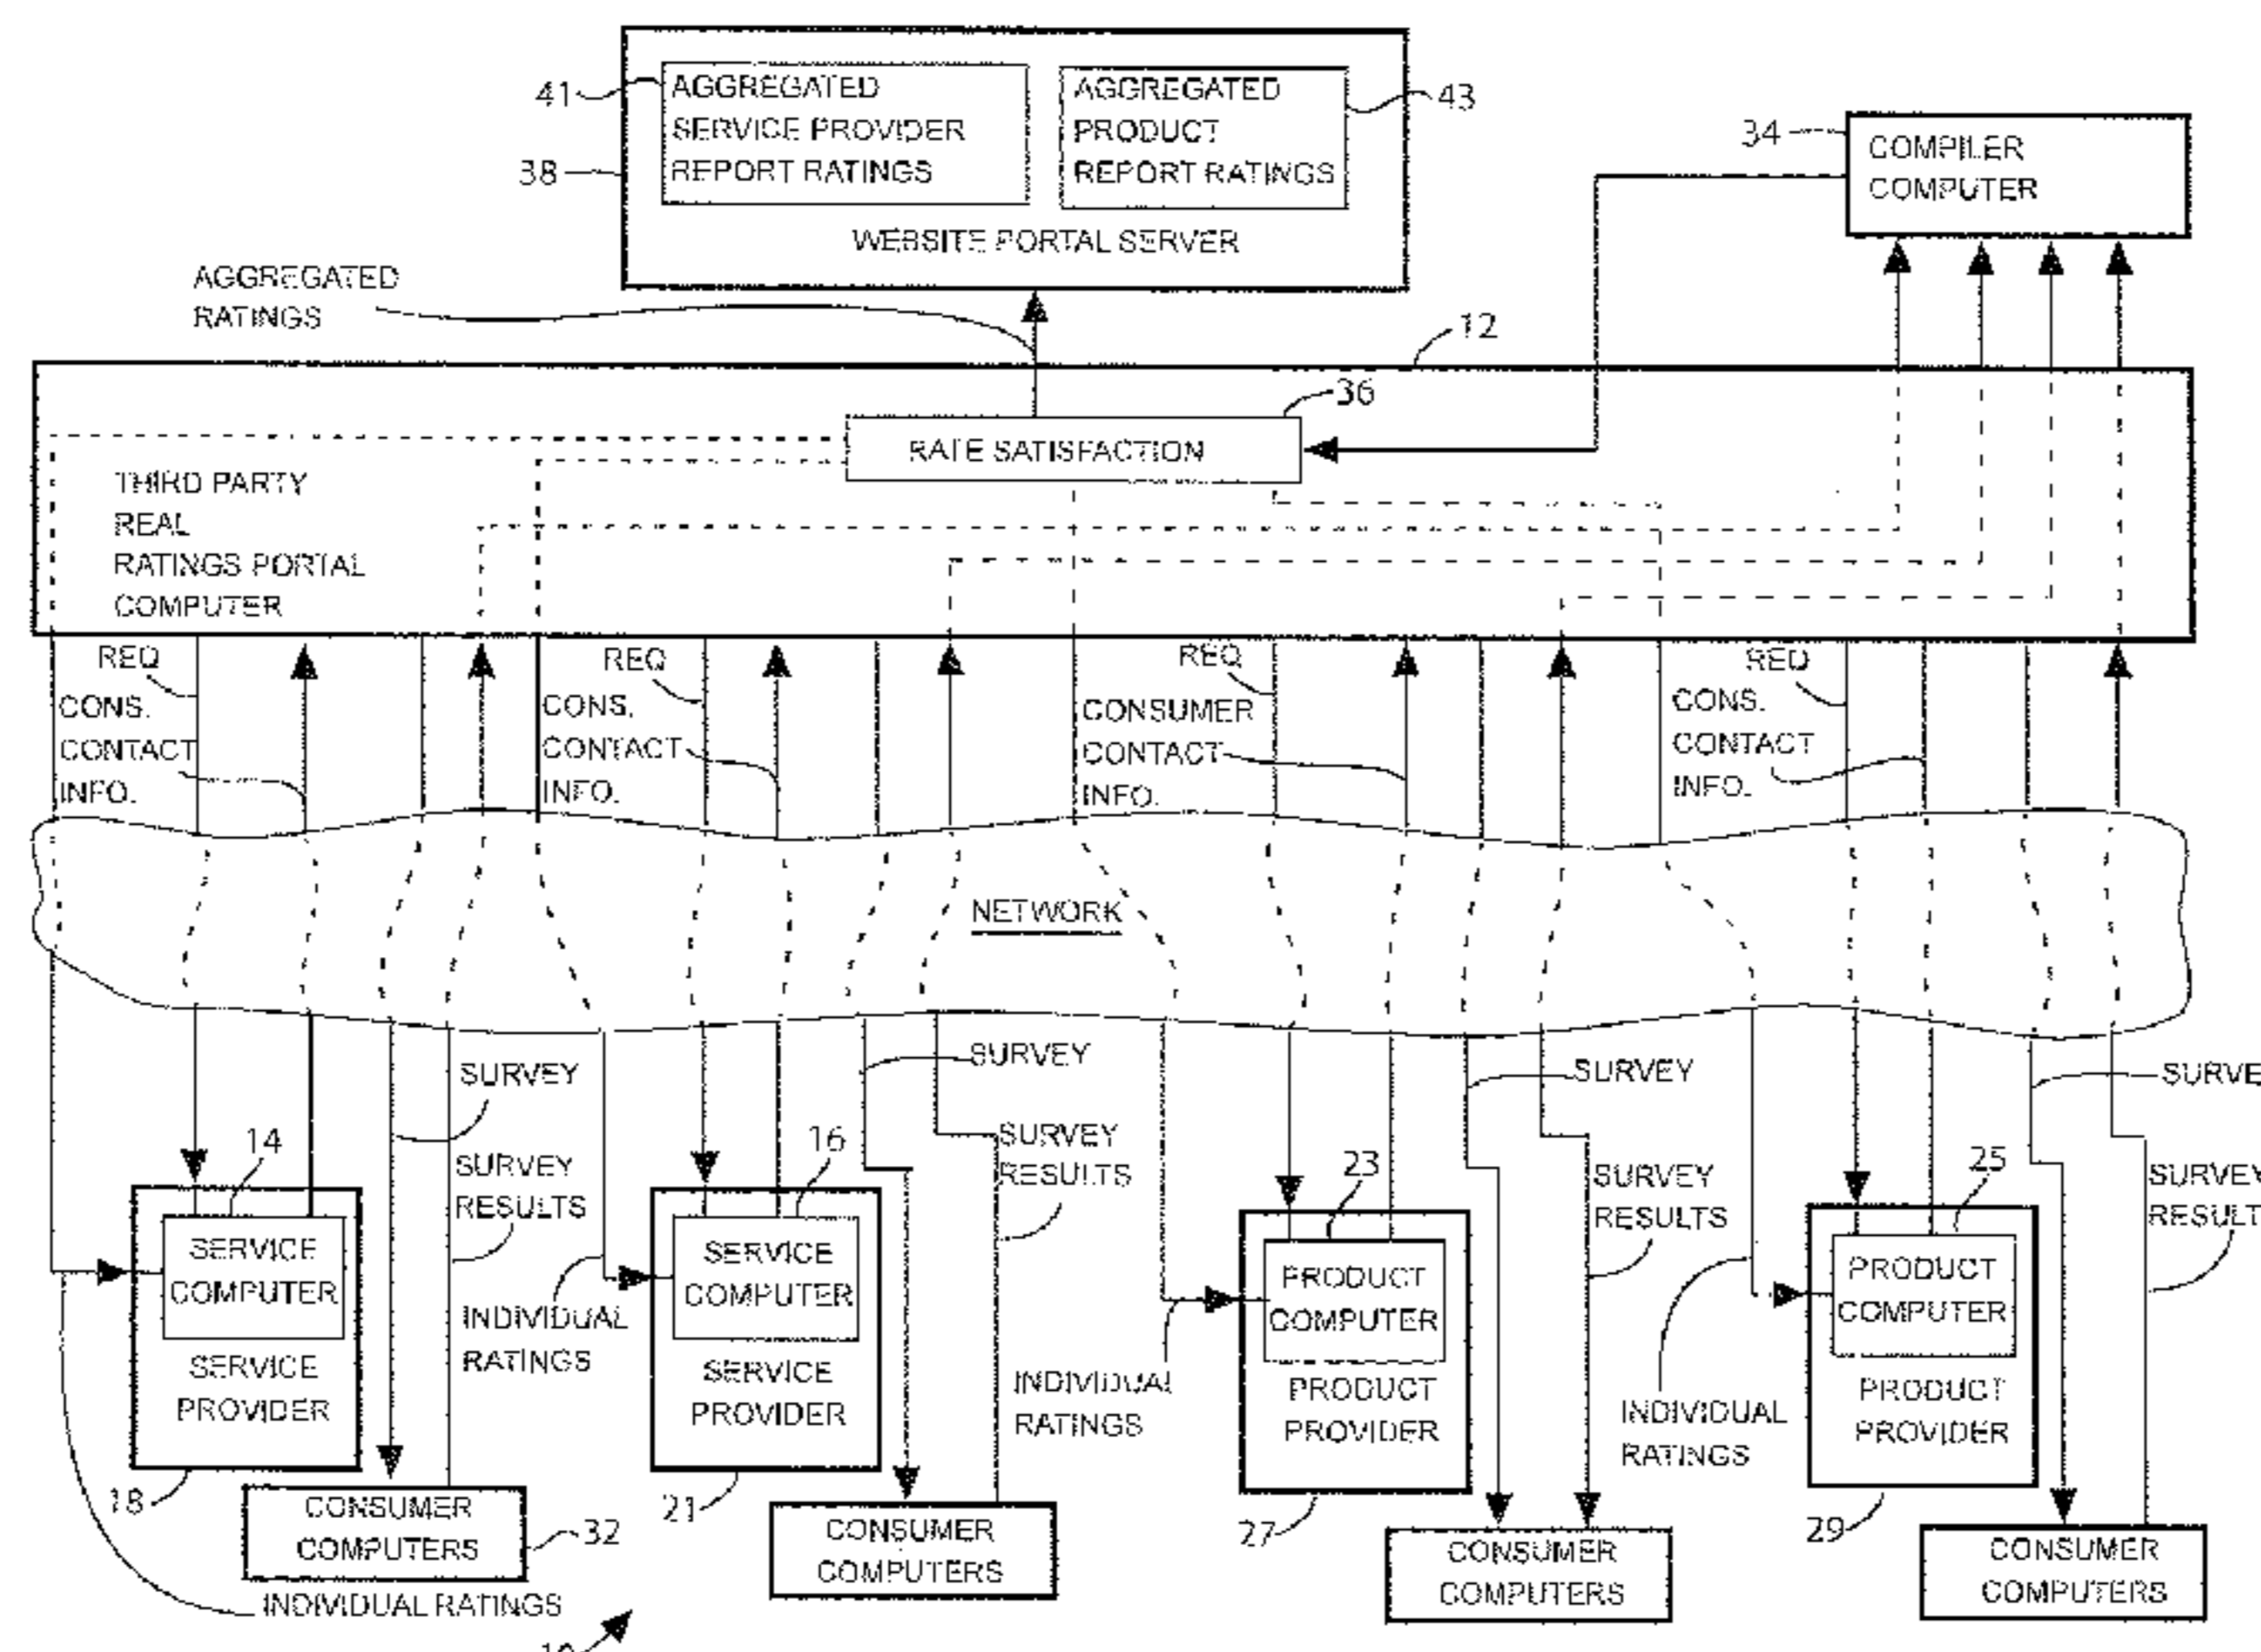 41
AGGREGATED
SERVICE PROVIDER
REPORT RATINGS
AGGREGATED
PRODUCT
REPORT RATINGS
43
38
WEBSITE PORTAL SERVER
34
COMPILER
COMPUTER
AGGREGATED
RATINGS
12
36
RATE SATISFACTION
THIRD PARTY
REAL
RATINGS PORTAL
COMPUTER
REQ
CONS.
CONTACT
INFO.
REQ
CONS.
CONTACT
INFO.
REQ
CONSUMER
CONTACT
INFO.
REQ
CONS.
CONTACT
INFO.
NETWORK
SURVEY
SURVEY
SURVEY
SURVE
14
SURVEY
RESULTS
16
SURVEY
RESULTS
23
SURVEY
RESULTS
25
SURVEY
RESULT
SERVICE
COMPUTER
SERVICE
PROVIDER
18
INDIVIDUAL
RATINGS
SERVICE
COMPUTER
SERVICE
PROVIDER
21
INDIVIDUAL
RATINGS
PRODUCT
COMPUTER
PRODUCT
PROVIDER
27
INDIVIDUAL
RATINGS
PRODUCT
COMPUTER
PRODUCT
PROVIDER
29
CONSUMER
COMPUTERS
32
CONSUMER
COMPUTERS
CONSUMER
COMPUTERS
CONSUMER
COMPUTERS
INDIVIDUAL RATINGS